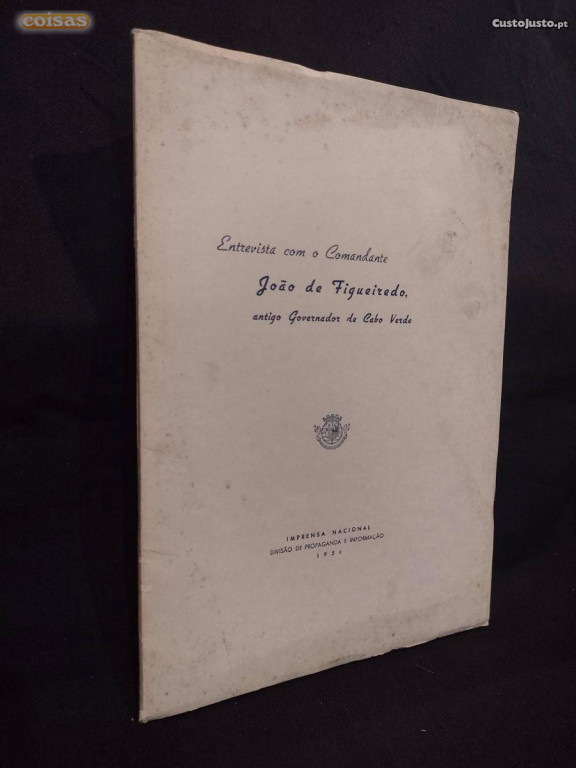 coisas
CustoJusto.pt
Entrevista com o Comandante
João de Figueiredo,
antigo Governador de Cabo Verde
IMPRENSA NACIONAL
DIVISÃO DE PROPAGANDA E INFORMAÇÃO
1951